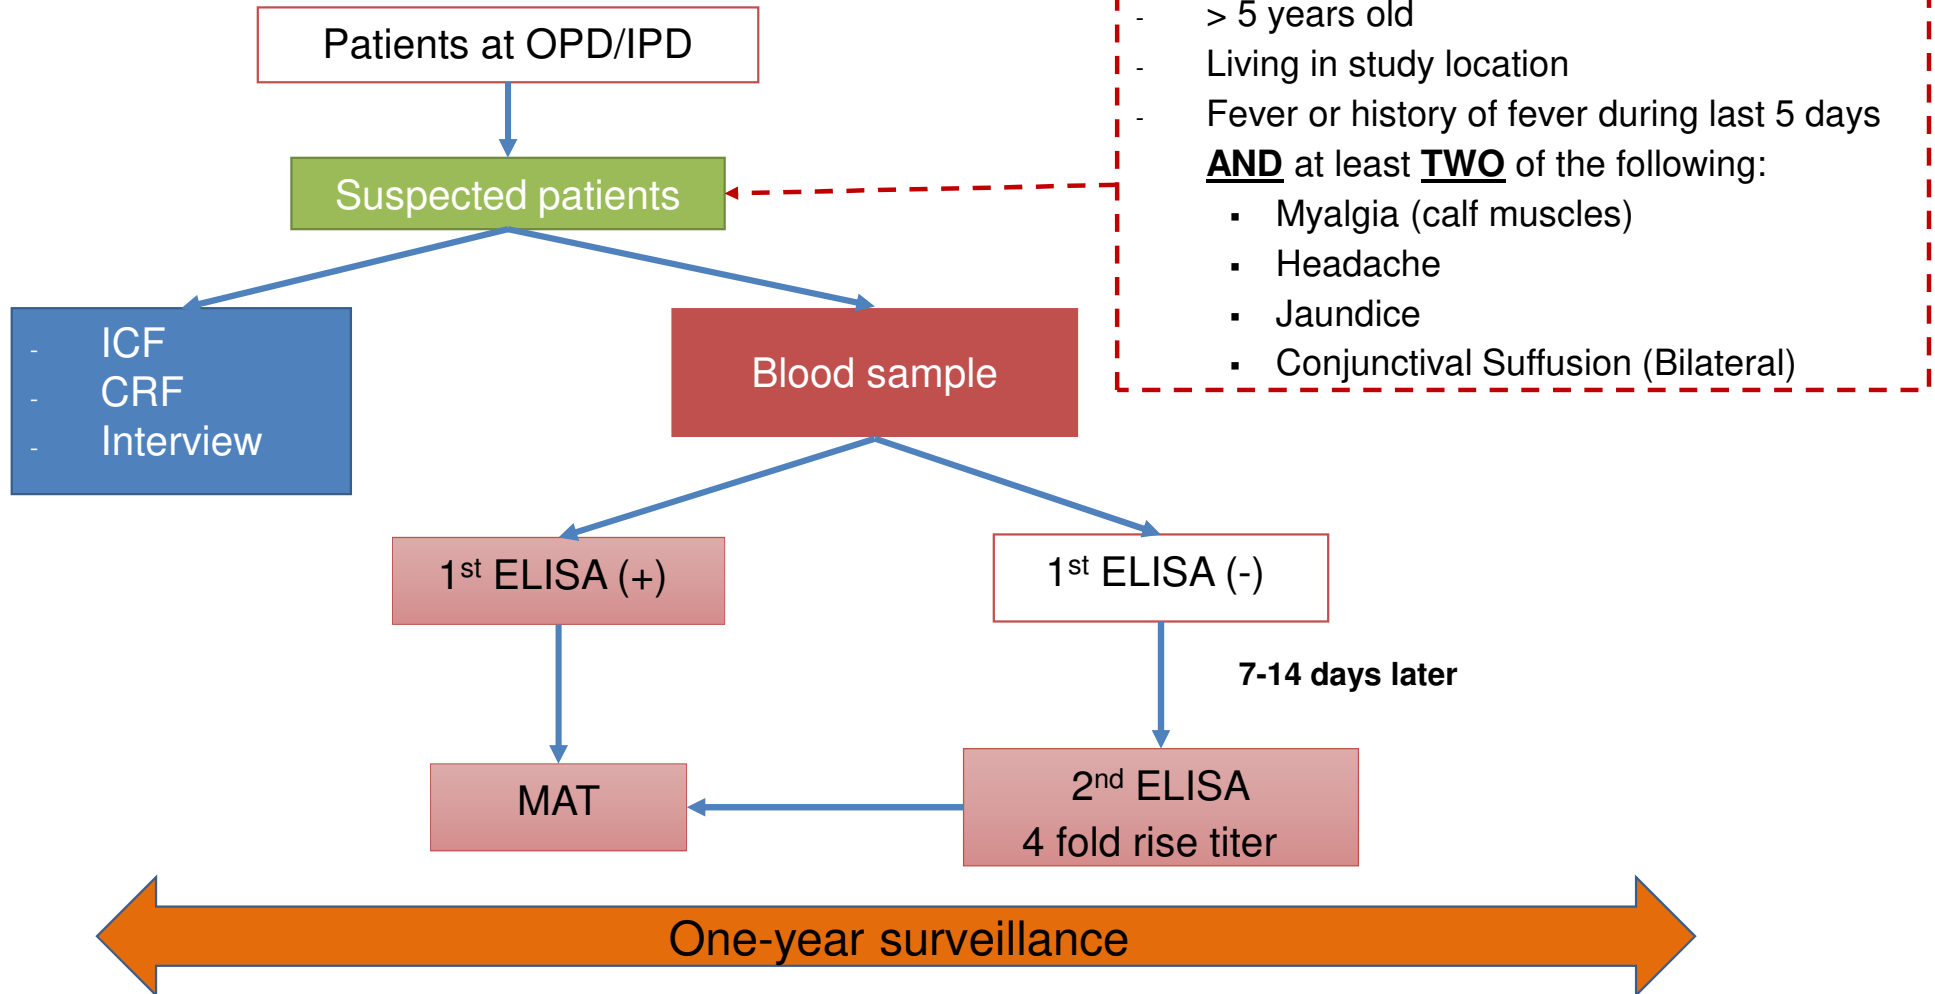 Patients at OPD/IPD
Suspected patients
- ICF
- CRF
- Interview
Blood sample
- > 5 years old
- Living in study location
- Fever or history of fever during last 5 days
AND at least TWO of the following:
▪ Myalgia (calf muscles)
▪ Headache
▪ Jaundice
▪ Conjunctival Suffusion (Bilateral)
1st ELISA (+)
1st ELISA (-)
7-14 days later
MAT
2nd ELISA
4 fold rise titer
One-year surveillance